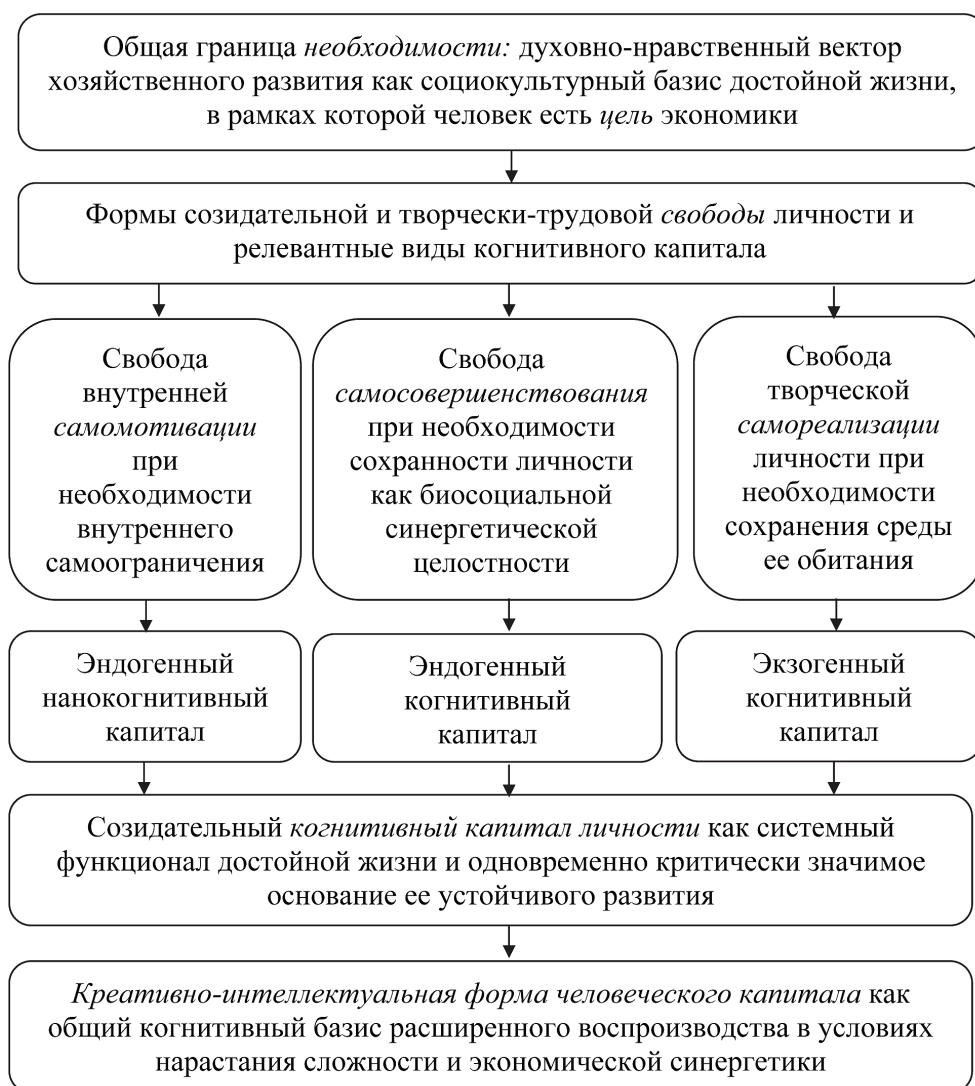 Общая граница необходимости: духовно-нравственный вектор
хозяйственного развития как социокультурный базис достойной жизни,
в рамках которой человек есть цель экономики
Формы созидательной и творчески-трудовой свободы личности и
релевантные виды когнитивного капитала
Свобода
внутренней
самомотивации
при
необходимости
внутреннего
самоограничения
Свобода
самосовершенствования
при необходимости
сохранности личности
как биосоциальной
синергетической
целостности
Свобода
творческой
самореализации
личности при
необходимости
сохранения среды
ее обитания
Эндогенный
нанокогнитивный
капитал
Эндогенный
когнитивный
капитал
Экзогенный
когнитивный
капитал
Созидательный когнитивный капитал личности как системный
функционал достойной жизни и одновременно критически значимое
основание ее устойчивого развития
Креативно-интеллектуальная форма человеческого капитала как
общий когнитивный базис расширенного воспроизводства в условиях
нарастания сложности и экономической синергетики